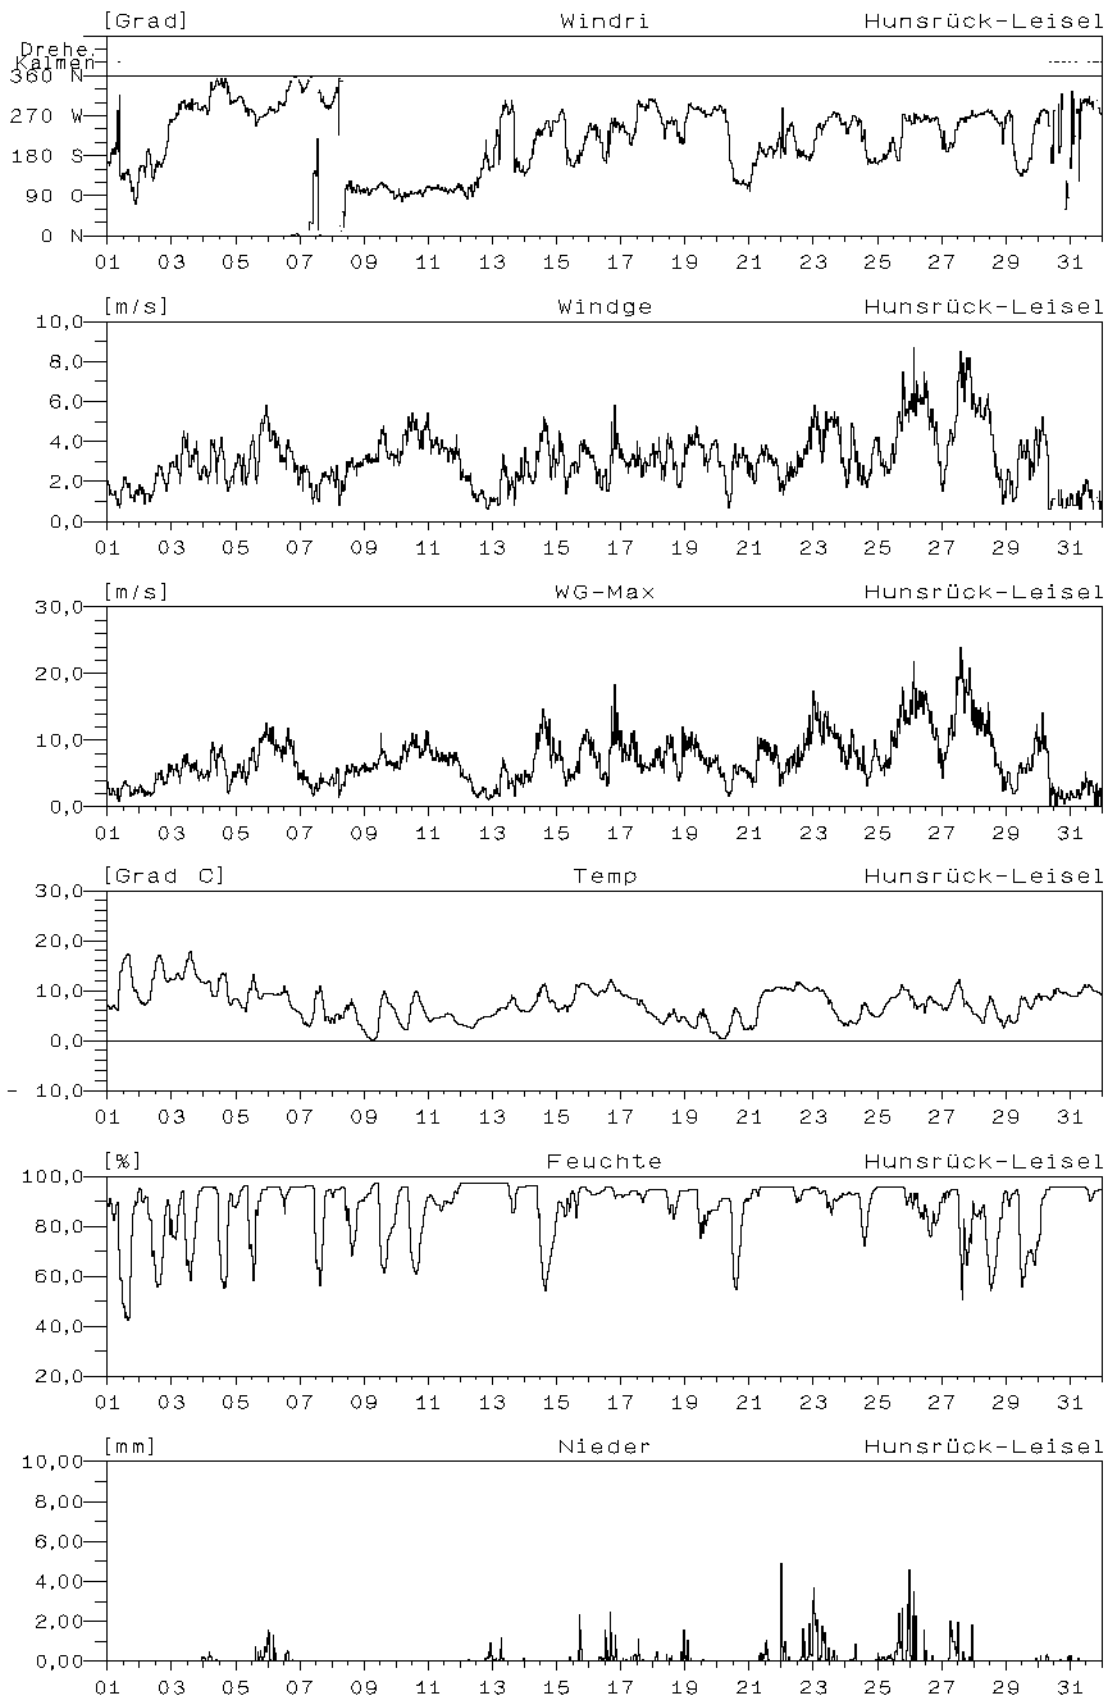 [Grad] Windri Hunsrück-Leisel
Drehe.
Kalmen
360 N
270 W
180 S
90 O
0 N
01 03 05 07 09 11 13 15 17 19 21 23 25 27 29 31
[m/s] Windge Hunsrück-Leisel
10,0
8,0
6,0
4,0
2,0
0,0
01 03 05 07 09 11 13 15 17 19 21 23 25 27 29 31
[m/s] WG-Max Hunsrück-Leisel
30,0
20,0
10,0
0,0
01 03 05 07 09 11 13 15 17 19 21 23 25 27 29 31
[Grad C] Temp Hunsrück-Leisel
30,0
20,0
10,0
0,0
- 10,0
01 03 05 07 09 11 13 15 17 19 21 23 25 27 29 31
[%] Feuchte Hunsrück-Leisel
100,0
80,0
60,0
40,0
20,0
01 03 05 07 09 11 13 15 17 19 21 23 25 27 29 31
[mm] Nieder Hunsrück-Leisel
10,00
8,00
6,00
4,00
2,00
0,00
01 03 05 07 09 11 13 15 17 19 21 23 25 27 29 31